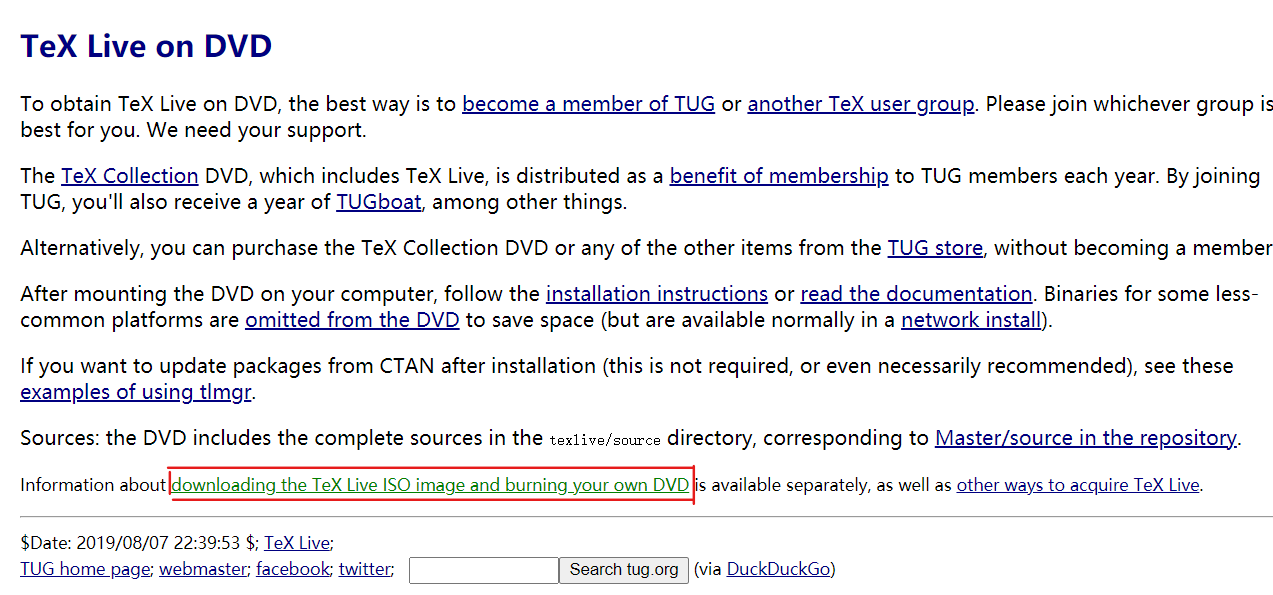 TeX Live on DVD
To obtain TeX Live on DVD, the best way is to become a member of TUG or another TeX user group. Please join whichever group is
best for you. We need your support.
The TeX Collection DVD, which includes TeX Live, is distributed as a benefit of membership to TUG members each year. By joining
TUG, you'll also receive a year of TUGboat, among other things.
Alternatively, you can purchase the TeX Collection DVD or any of the other items from the TUG store, without becoming a member
After mounting the DVD on your computer, follow the installation instructions or read the documentation. Binaries for some less-
common platforms are omitted from the DVD to save space (but are available normally in a network install).
If you want to update packages from CTAN after installation (this is not required, or even necessarily recommended), see these
examples of using tlmgr.
Sources: the DVD includes the complete sources in the texlive/source directory, corresponding to Master/source in the repository.
Information about downloading the TeX Live ISO image and burning your own DVD is available separately, as well as other ways to acquire TeX Live.
$Date: 2019/08/07 22:39:53 $; TeX Live;
TUG home page; webmaster; facebook; twitter; Search tug.org (via DuckDuckGo)